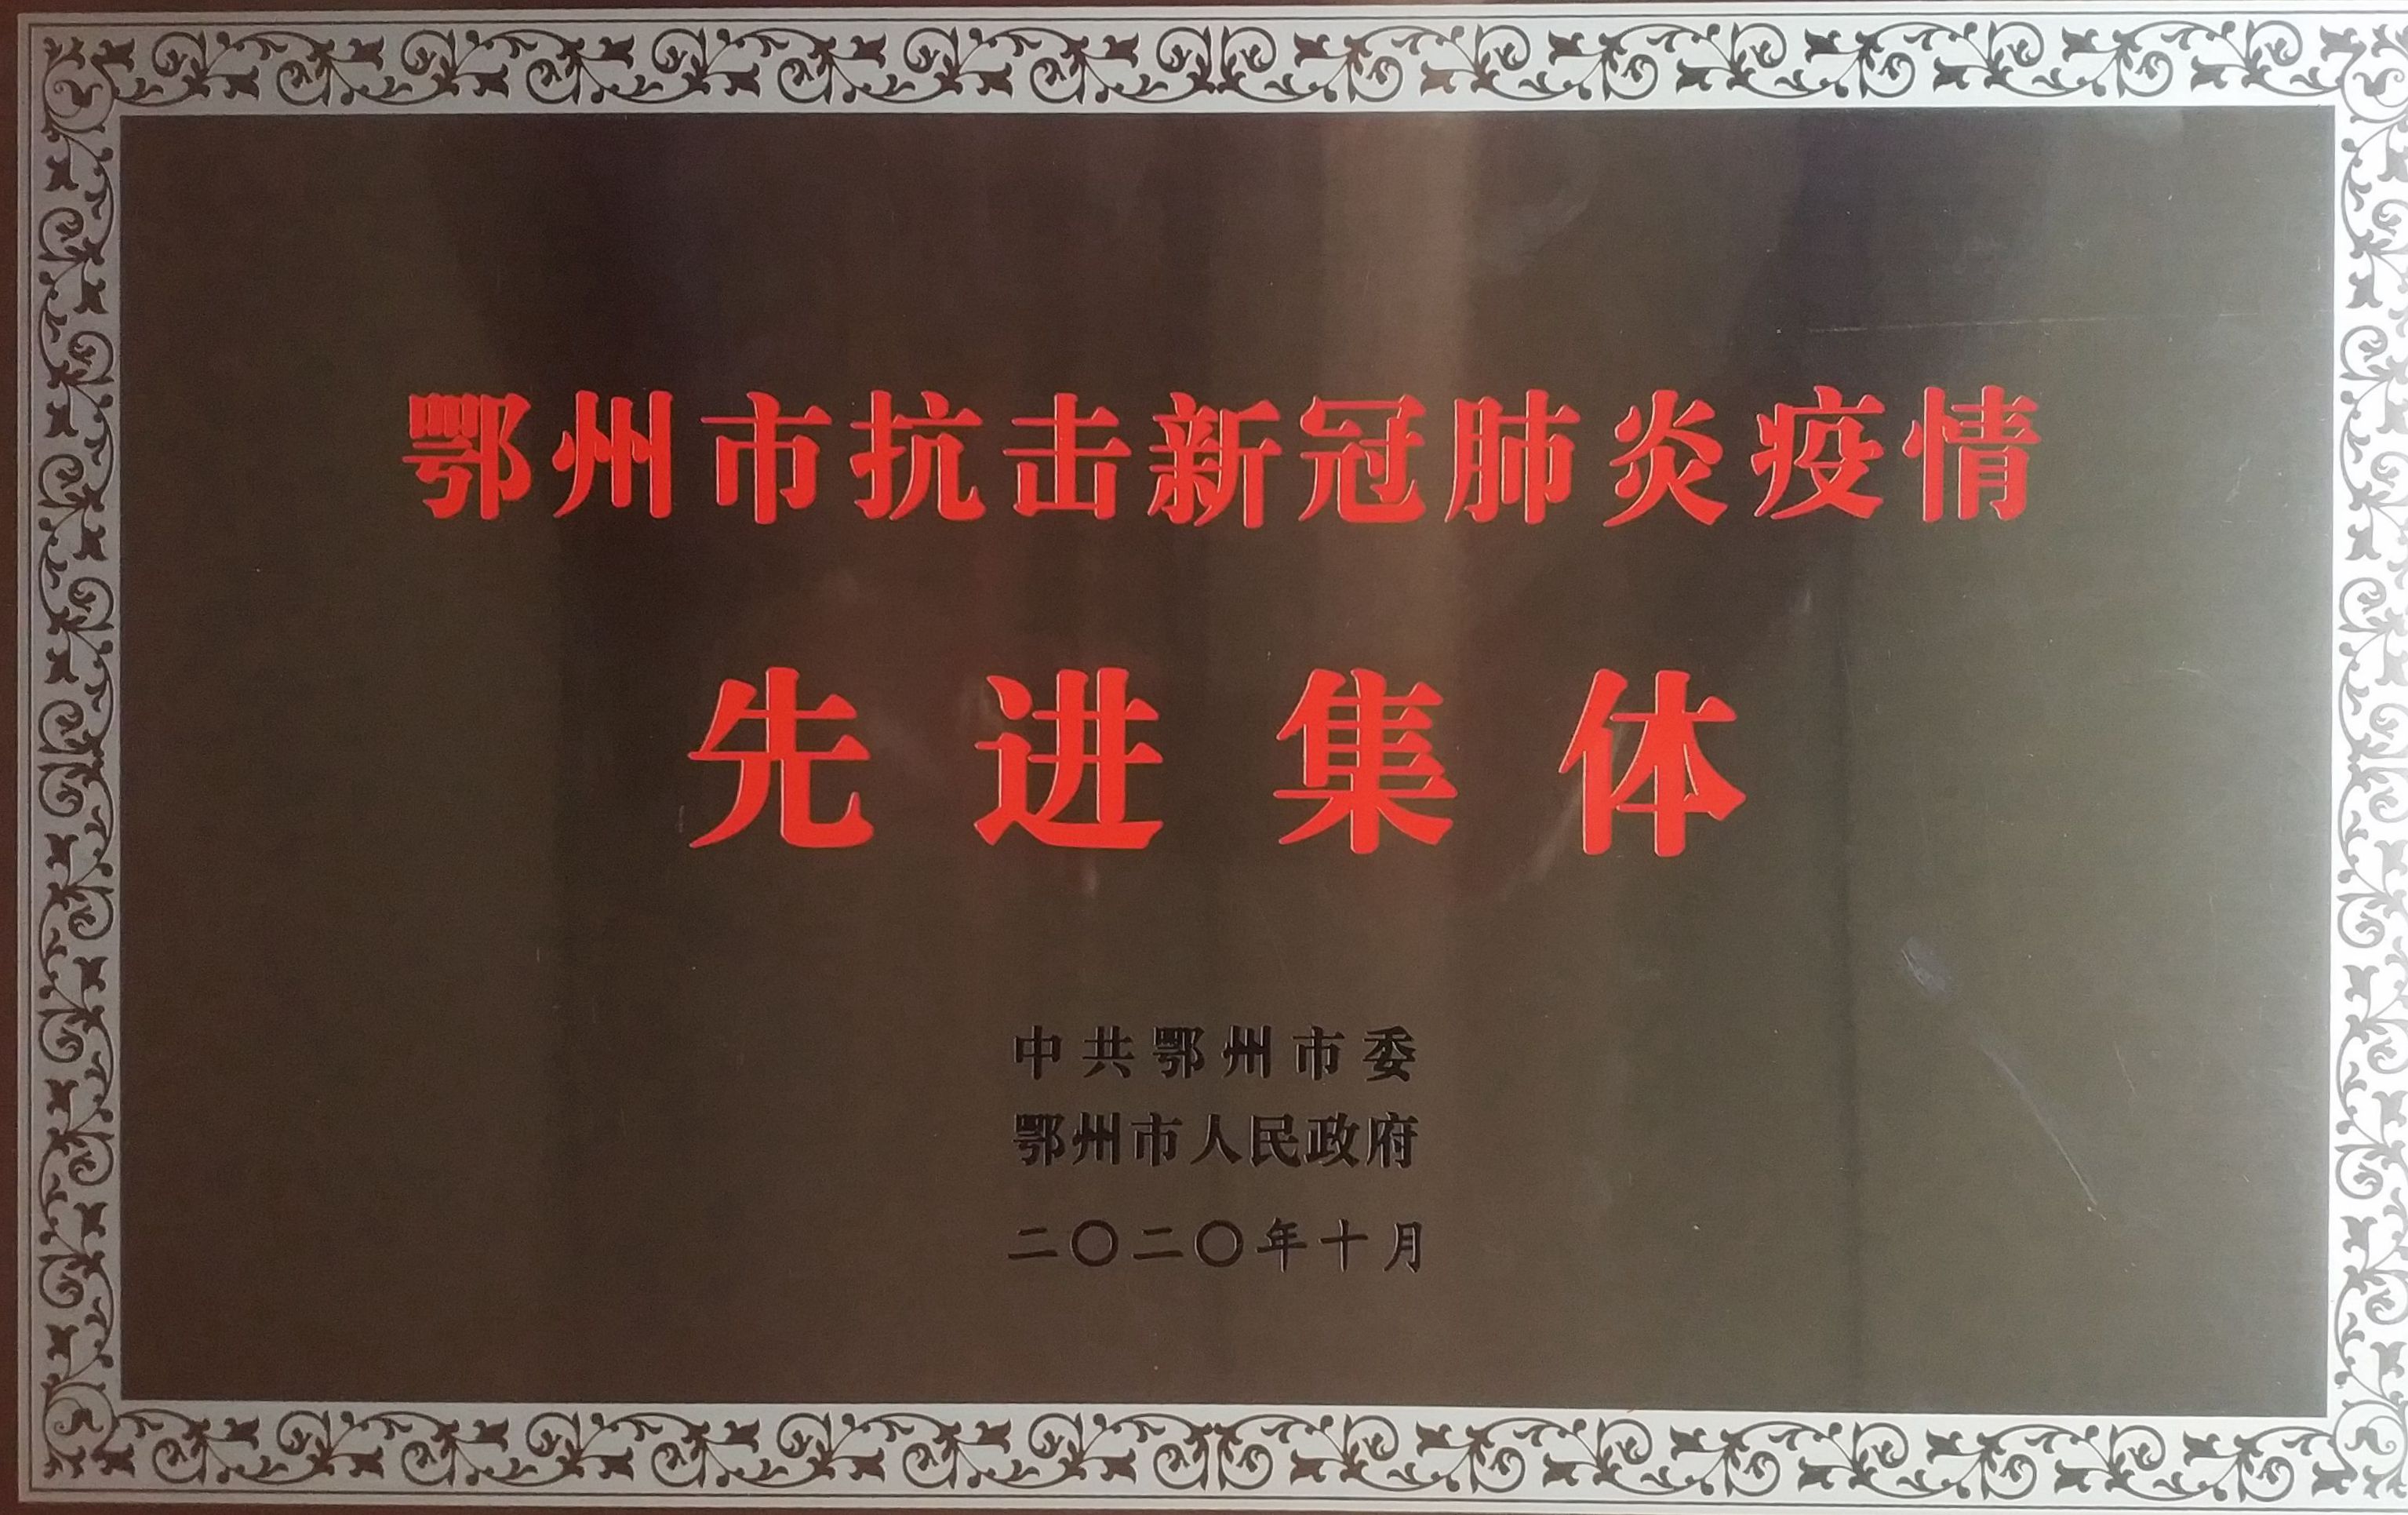 鄂州市抗击新冠肺炎疫情
先进集体
中共鄂州市委
鄂州市人民政府
二〇二〇年十月